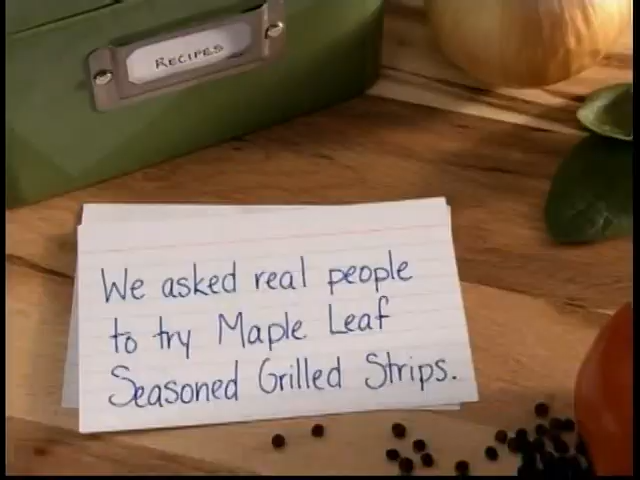 RECIPES
We asked real people
to try Maple Leaf
Seasoned Grilled Strips.